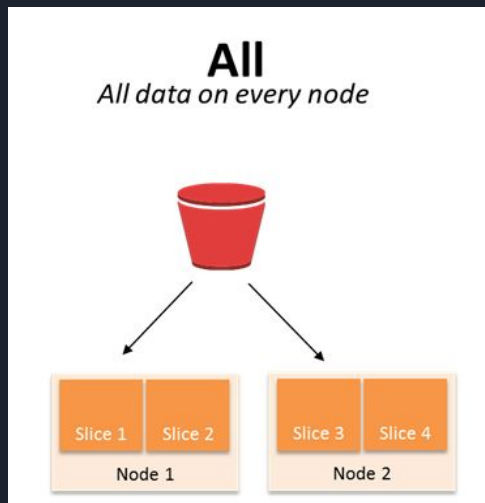 All
All data on every node
Slice 1 Slice 2 Slice 3 Slice 4
Node 1 Node 2